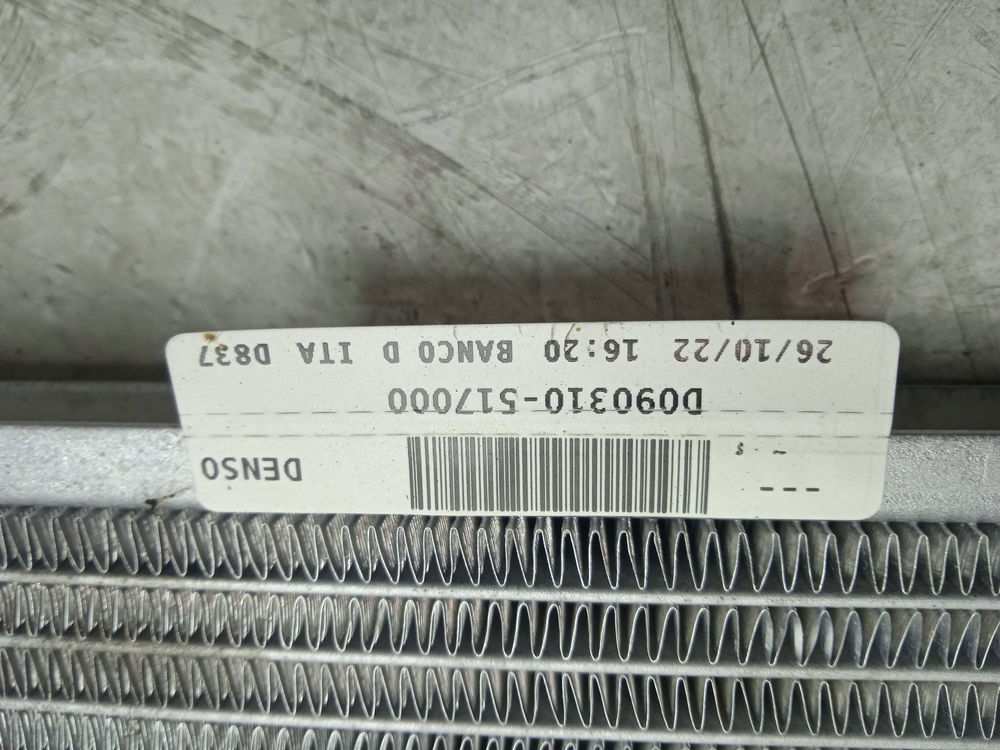 --- DENSO
D090310-517000
26/10/22 16:20 BANCO D ITA D837